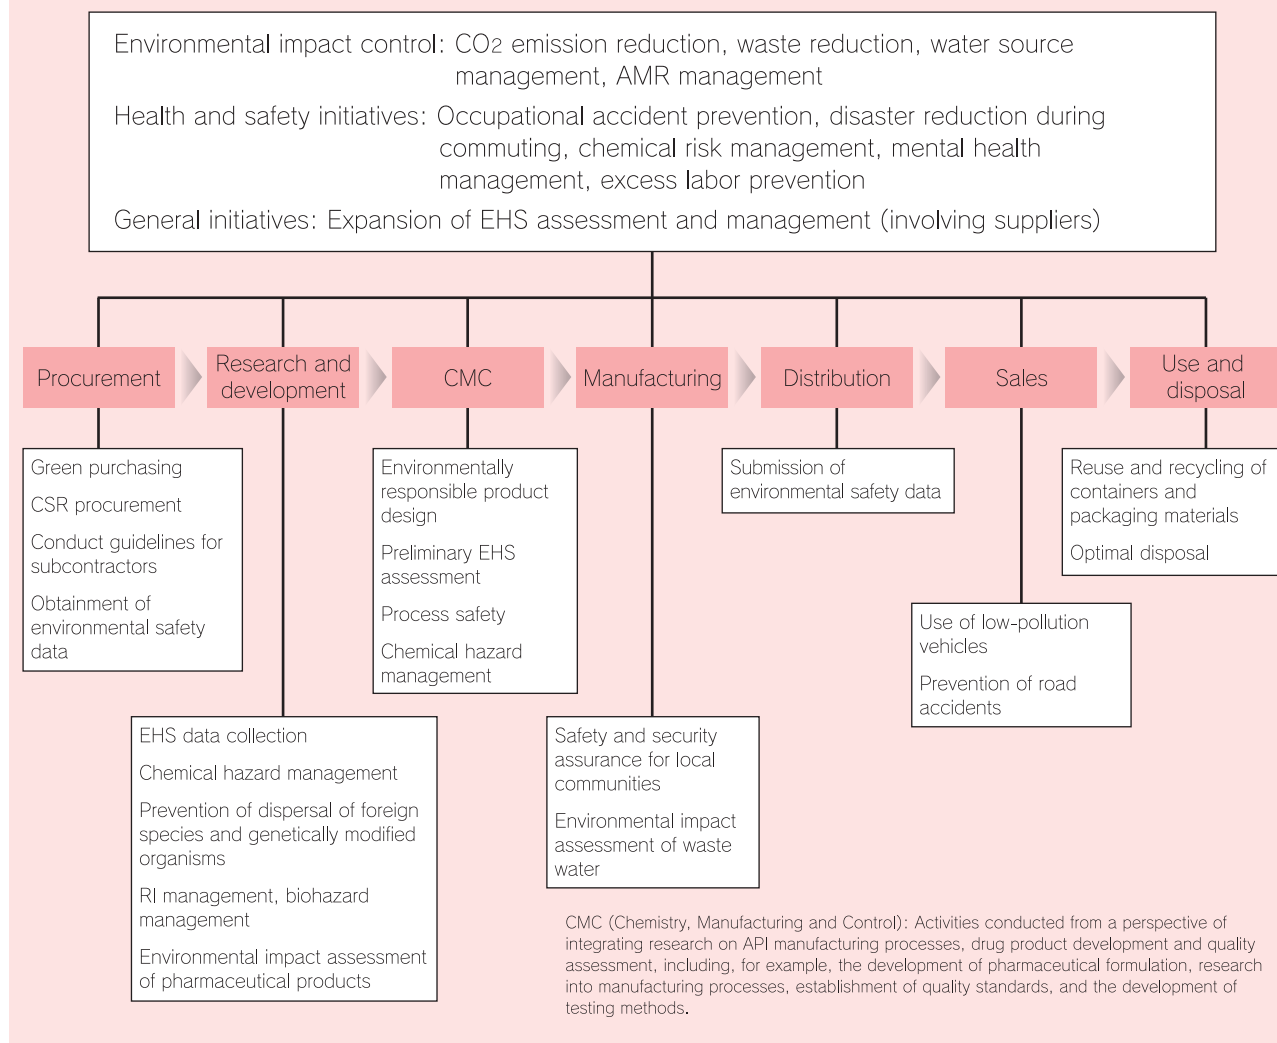 Environmental impact control: CO2 emission reduction, waste reduction, water source
management, AMR management
Health and safety initiatives: Occupational accident prevention, disaster reduction during
commuting, chemical risk management, mental health
management, excess labor prevention
General initiatives: Expansion of EHS assessment and management (involving suppliers)
Procurement
Research and
development
CMC
Manufacturing
Distribution
Sales
Use and
disposal
Green purchasing
CSR procurement
Conduct guidelines for
subcontractors
Obtainment of
environmental safety
data
EHS data collection
Chemical hazard management
Prevention of dispersal of foreign
species and genetically modified
organisms
RI management, biohazard
management
Environmental impact assessment
of pharmaceutical products
Environmentally
responsible product
design
Preliminary EHS
assessment
Process safety
Chemical hazard
management
Safety and security
assurance for local
communities
Environmental impact
assessment of waste
water
Submission of
environmental safety data
Use of low-pollution
vehicles
Prevention of road
accidents
Reuse and recycling of
containers and
packaging materials
Optimal disposal
CMC (Chemistry, Manufacturing and Control): Activities conducted from a perspective of
integrating research on API manufacturing processes, drug product development and quality
assessment, including, for example, the development of pharmaceutical formulation, research
into manufacturing processes, establishment of quality standards, and the development of
testing methods.